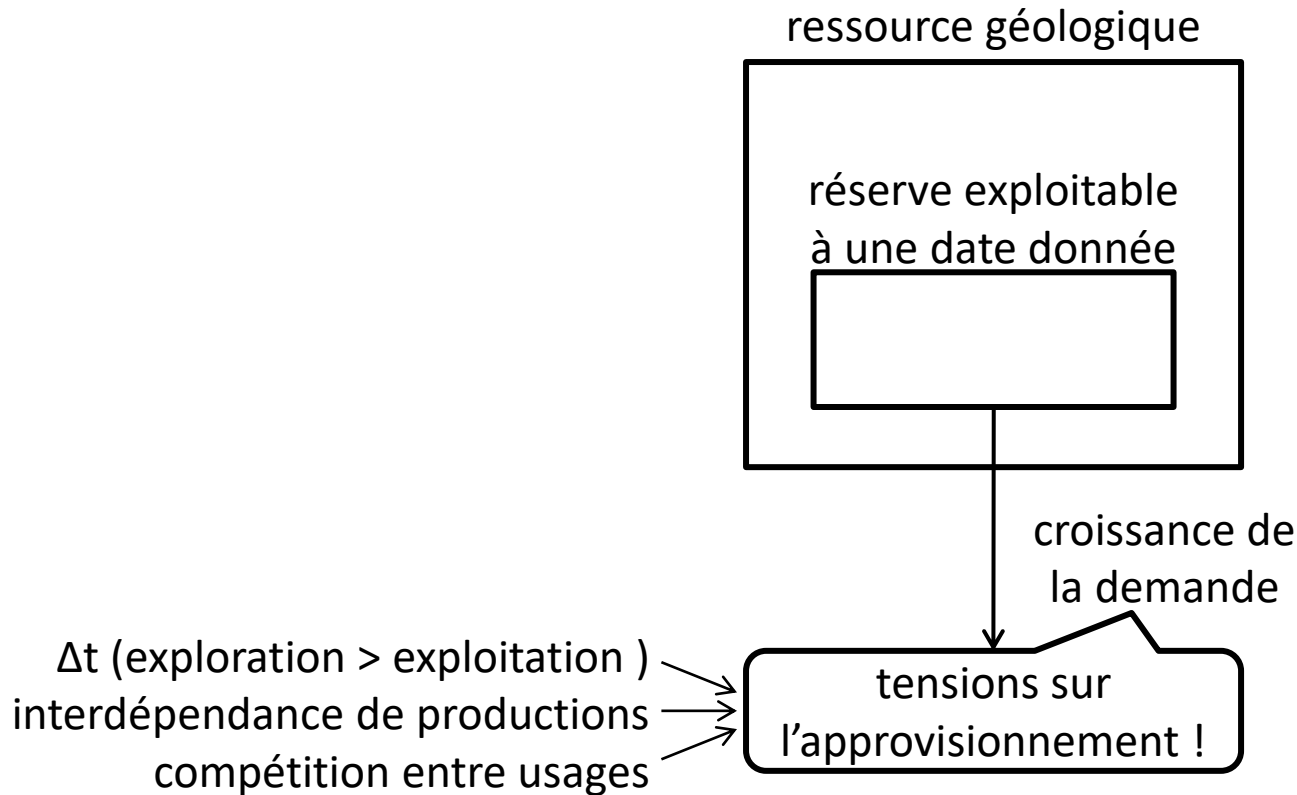 ressource géologique
réserve exploitable
à une date donnée
croissance de
la demande
Δt (exploration > exploitation )
interdépendance de productions
compétition entre usages
tensions sur
l’approvisionnement !